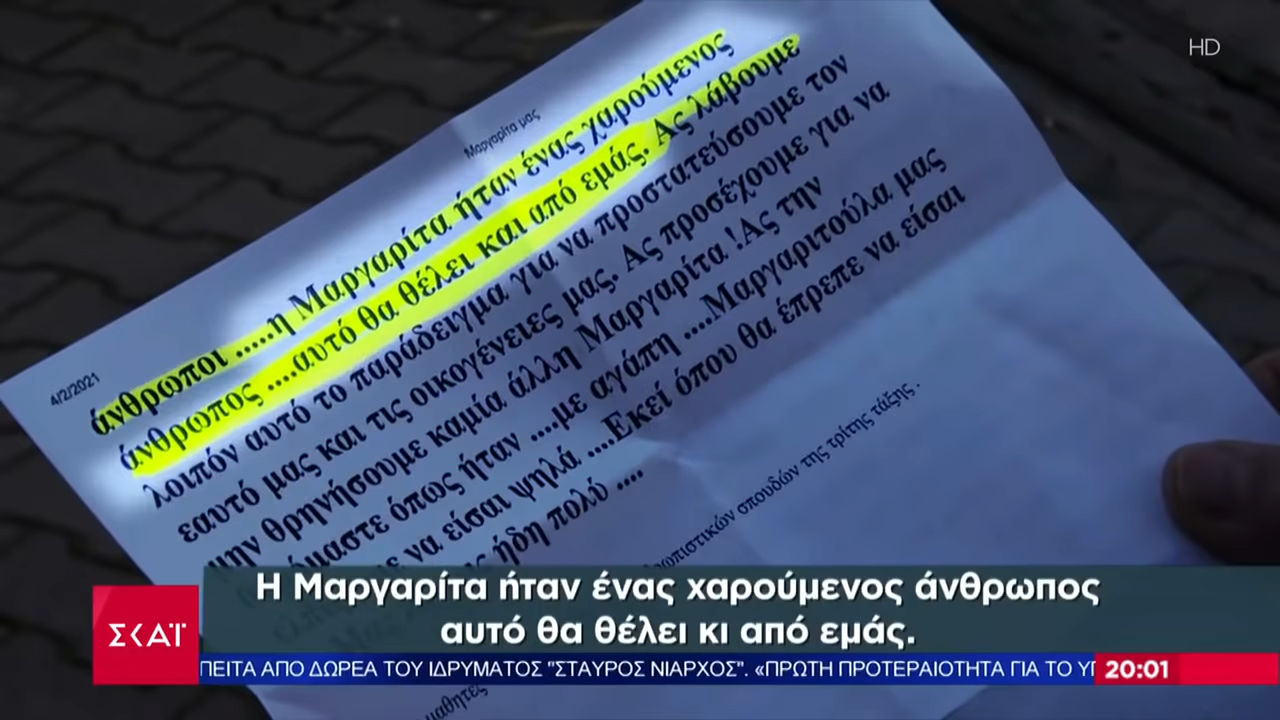 HD
4/2/2021
Μαργαρίτα μας
άνθρωποι .....η Μαργαρίτα ήταν ένας χαρούμενος
άνθρωπος ....αυτό θα θέλει και από εμάς. Ας λάβουμε
λοιπόν αυτό το παράδειγμα για να προστατεύσουμε τον
εαυτό μας και τις οικογένειες μας. Ας προσέχουμε για να
μην θρηνήσουμε καμία άλλη Μαργαρίτα !Ας την
όπως ήταν ....με αγάπη ....Μαργαριτούλα μας
να είσαι ψηλά ....Εκεί όπου θα έπρεπε να είσαι
ήδη πολύ ....
σπουδών της τρίτης τάξης .
Η Μαργαρίτα ήταν ένας χαρούμενος άνθρωπος
αυτό θα θέλει κι από εμάς.
ΣΚΑΪ
ΠΕΙΤΑ ΑΠΟ ΔΩΡΕΑ ΤΟΥ ΙΔΡΥΜΑΤΟΣ "ΣΤΑΥΡΟΣ ΝΙΑΡΧΟΣ". «ΠΡΩΤΗ ΠΡΟΤΕΡΑΙΟΤΗΤΑ ΓΙΑ ΤΟ ΥΠ
20:01
μαθητες